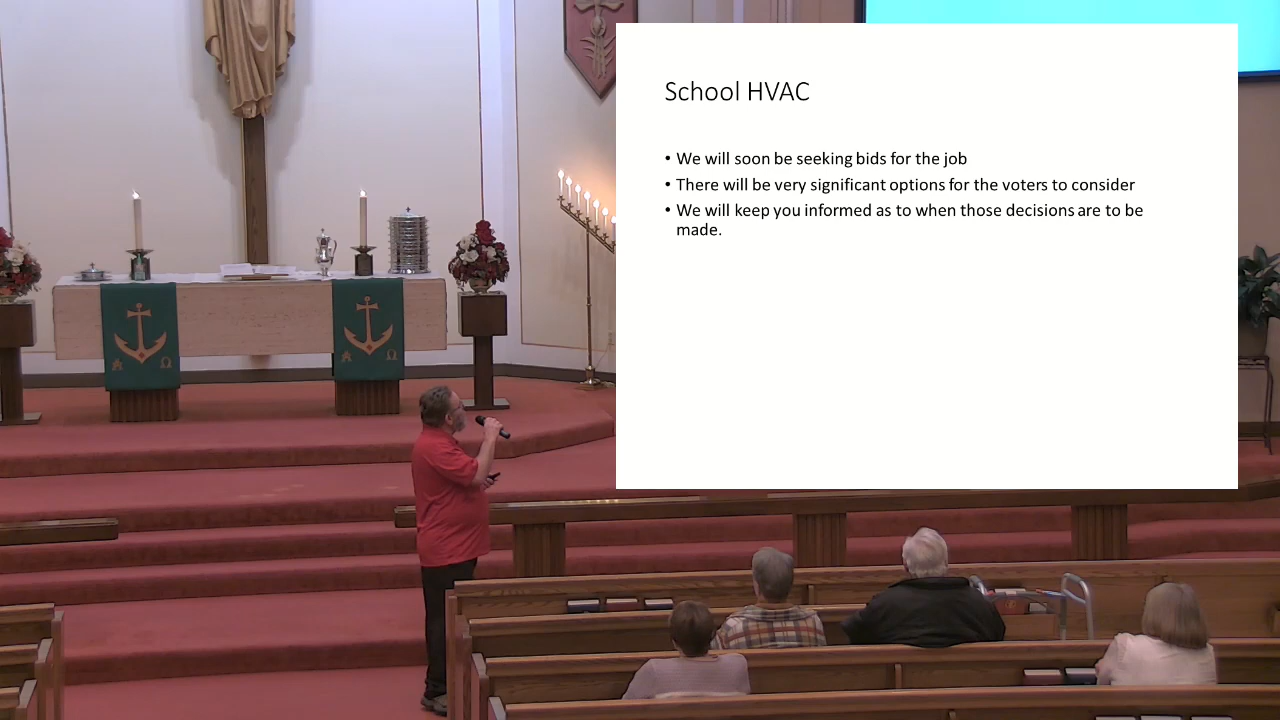 School HVAC
• We will soon be seeking bids for the job
• There will be very significant options for the voters to consider
• We will keep you informed as to when those decisions are to be
made.
Α Ω
Α Ω